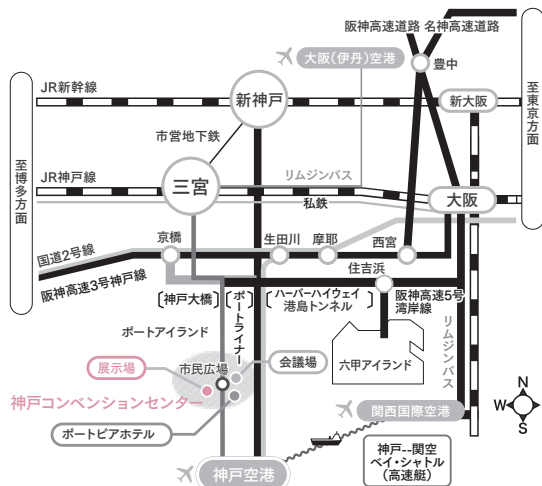 阪神高速道路 名神高速道路
大阪(伊丹)空港
豊中
至東京方面
至博多方面
JR新幹線
新神戸
新大阪
市営地下鉄
リムジンバス
JR神戸線
三宮
私鉄
大阪
京橋
生田川
摩耶
西宮
国道2号線
住吉浜
阪神高速3号神戸線
神戸大橋
ポートライナー
ハーバーハイウェイ
港島トンネル
阪神高速5号
湾岸線
ポートアイランド
リムジンバス
市民広場
会議場
六甲アイランド
展示場
神戸コンベンションセンター
関西国際空港
ポートピアホテル
神戸--関空
ベイ・シャトル
(高速艇)
神戸空港
N
W
E
S